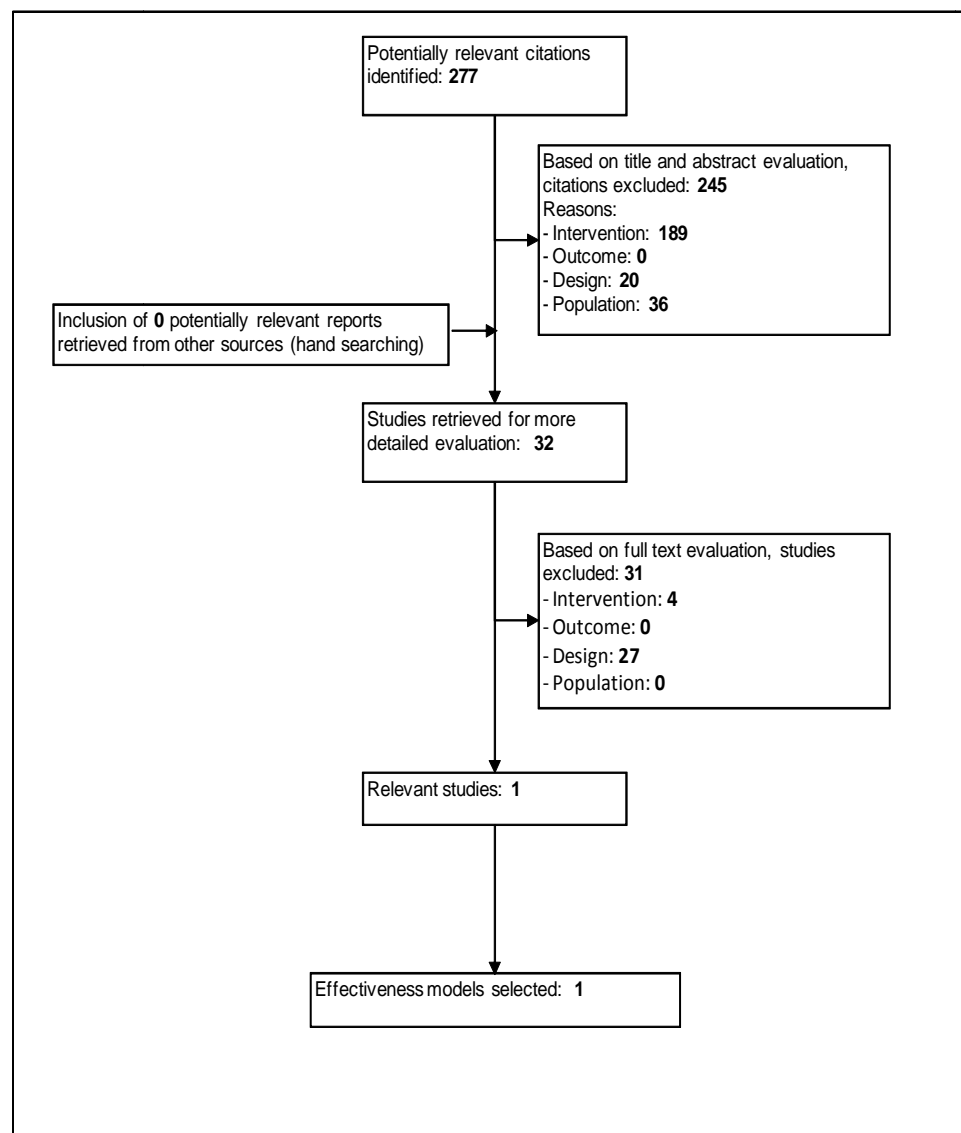 Potentially relevant citations
identified: 277
Based on title and abstract evaluation,
citations excluded: 245
Reasons:
- Intervention: 189
- Outcome: 0
- Design: 20
- Population: 36
Inclusion of 0 potentially relevant reports
retrieved from other sources (hand searching)
Studies retrieved for more
detailed evaluation: 32
Based on full text evaluation, studies
excluded: 31
- Intervention: 4
- Outcome: 0
- Design: 27
- Population: 0
Relevant studies: 1
Effectiveness models selected: 1